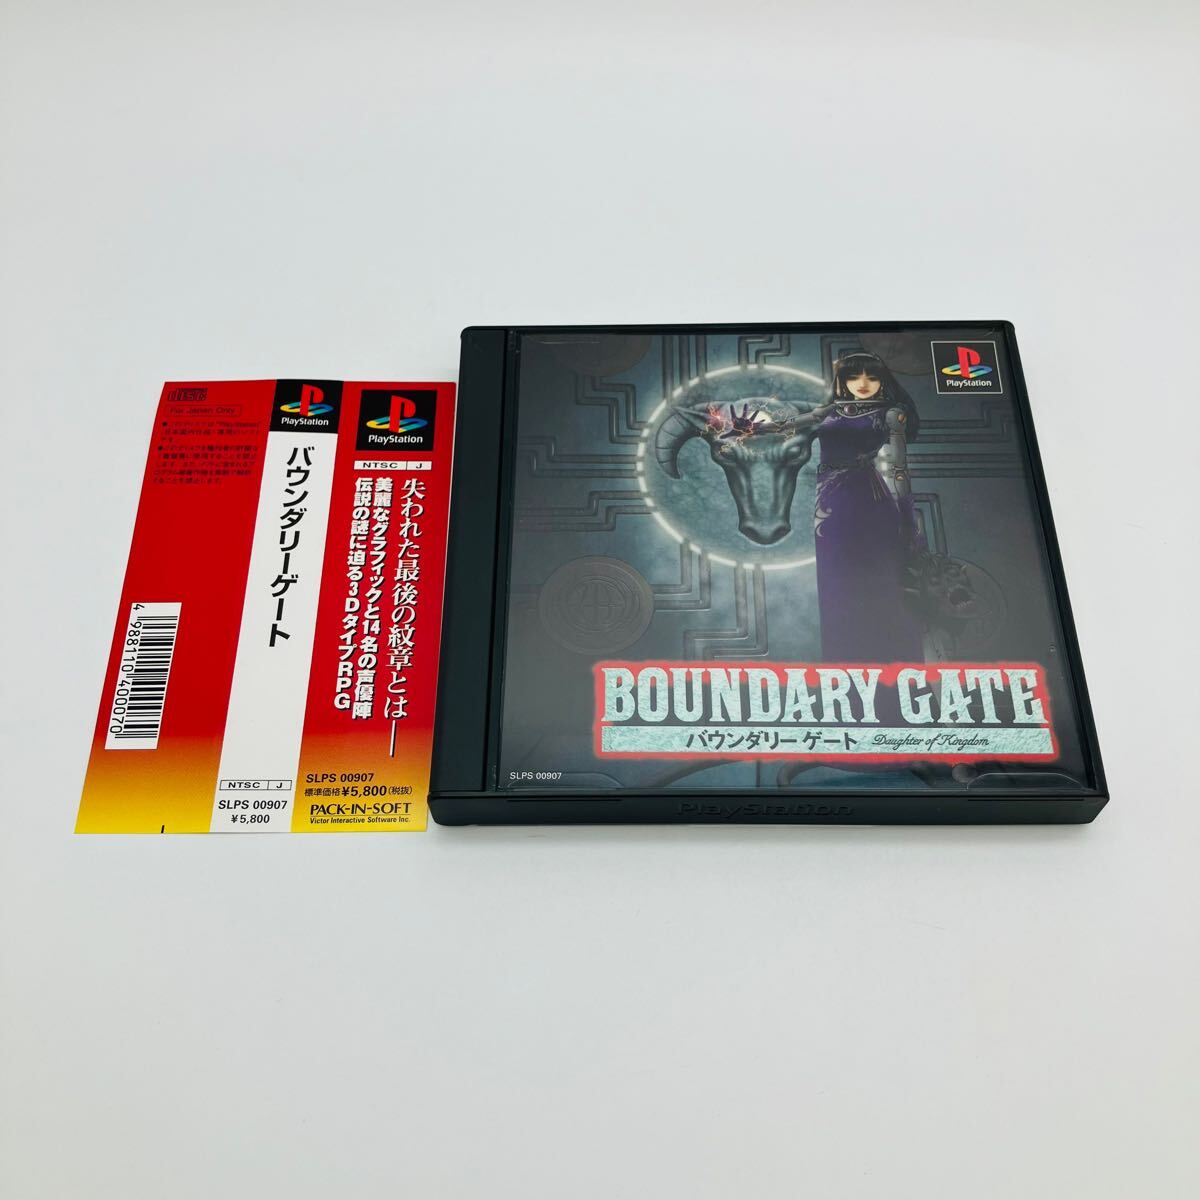 For Japan Only
4 988110 400070
PlayStation
バウンダリーゲート
NTSC J
SLPS 00907
¥5,800
PlayStation
NTSC J
失われた最後の紋章とは――
美麗なグラフィックと14名の声優陣
伝説の謎に迫る3DタイプRPG
SLPS 00907
標準価格¥5,800(税抜)
PACK-IN-SOFT
Victor Interactive Software Inc.
PlayStation
BOUNDARY GATE
バウンダリーゲート Daughter of Kingdom
SLPS 00907
PlayStation